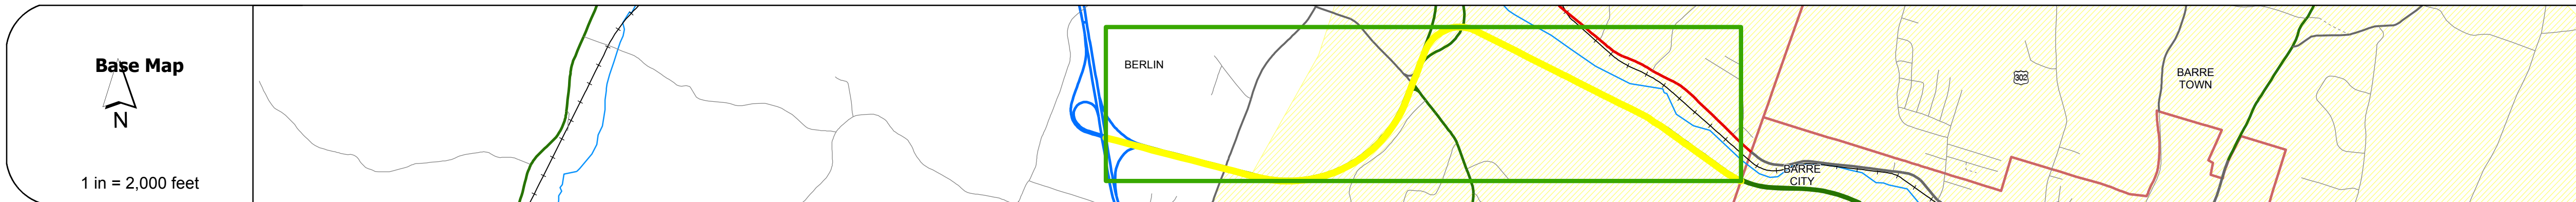 Base Map
N
1 in = 2,000 feet
BERLIN
302
BARRE
TOWN
BARRE
CITY